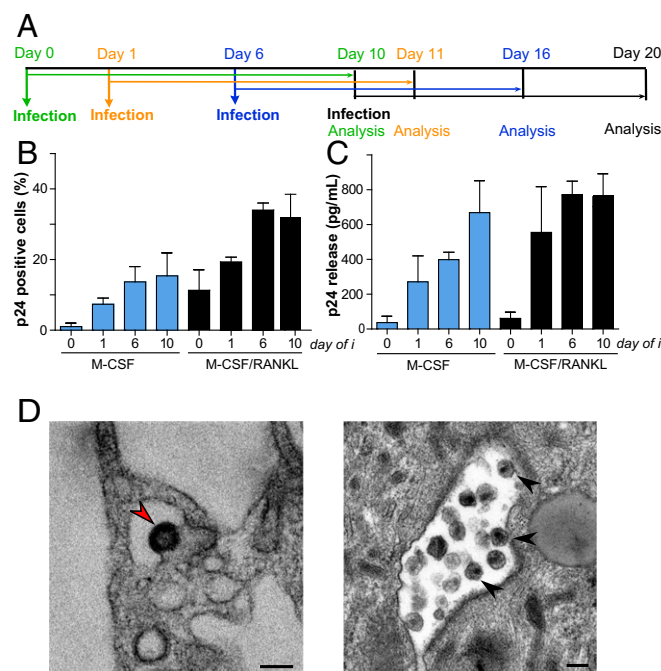 A
Day 0 Day 1 Day 6 Day 10 Day 11 Day 16 Day 20
Infection Infection Infection Infection
Analysis Analysis Analysis Analysis
B
p24 positive cells (%)
40
20
0
0 1 6 10 0 1 6 10 day of i
M-CSF M-CSF/RANKL
C
p24 release (pg/mL)
800
600
400
200
0
0 1 6 10 0 1 6 10 day of i
M-CSF M-CSF/RANKL
D